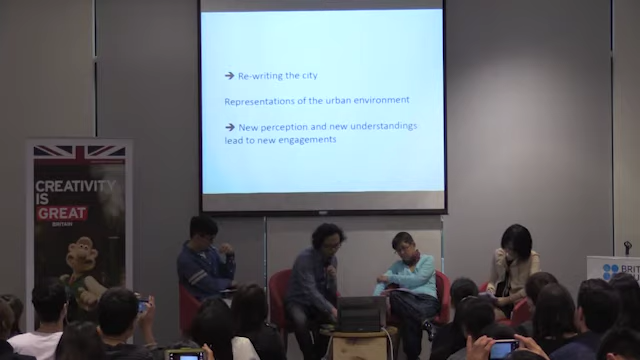 ➔ Re-writing the city
Representations of the urban environment
➔ New perception and new understandings
lead to new engagements
CREATIVITY
IS
GREAT
BRITAIN